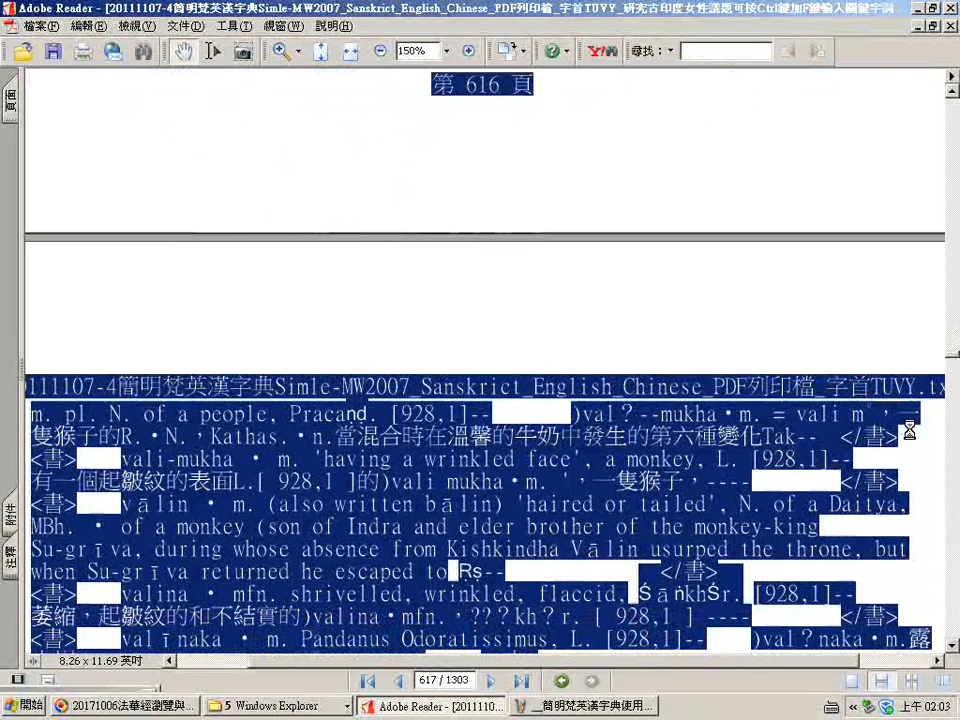 Adobe Reader - [20111107-4簡明梵英漢字典Simle-MW2007_Sanskrict_English_Chinese_PDF列印檔_字首TUVY_研究古印度女性議題可按Ctrl鍵加F鍵輸入關鍵字詞
檔案(F) 編輯(E) 檢視(V) 文件(D) 工具(T) 視窗(W) 說明(H)
150% Y! 尋找:
頁面
第 616 頁
111107-4簡明梵英漢字典Simle-MW2007_Sanskrict_English_Chinese_PDF列印檔_字首TUVY.tx
m. pl. N. of a people, Pracaṇḍ. [928,1]-- )val？--mukha‧m. = vali m゜，一
隻猴子的R.‧N.，Kathas.‧n.當混合時在溫馨的牛奶中發生的第六種變化Tak-- </書>
<書> vali-mukha ‧ m. 'having a wrinkled face', a monkey, L. [928,1]--
有一個起皺紋的表面L.[ 928,1 ]的)vali mukha‧m. '，一隻猴子，---- </書>
<書> vālin ‧ m. (also written bālin) 'haired or tailed', N. of a Daitya,
MBh. ‧ of a monkey (son of Indra and elder brother of the monkey-king
Su-grīva, during whose absence from Kishkindha Vālin usurped the throne, but
when Su-grīva returned he escaped to Ṛṣ-- </書>
<書> valina ‧ mfn. shrivelled, wrinkled, flaccid, ŚāṅkhŚr. [928,1]--
萎縮，起皺紋的和不結實的)valina‧mfn.，???？kh？r. [ 928,1 ]---- </書>
<書> valīnaka ‧ m. Pandanus Odoratissimus, L. [928,1]-- )val？naka‧m.露
附件
注釋
8.26 x 11.69 英吋
617 / 1303
開始 20171006法華經瀏覽與... 5 Windows Explorer Adobe Reader - [2011110... __簡明梵英字典使用... 上午 02:03